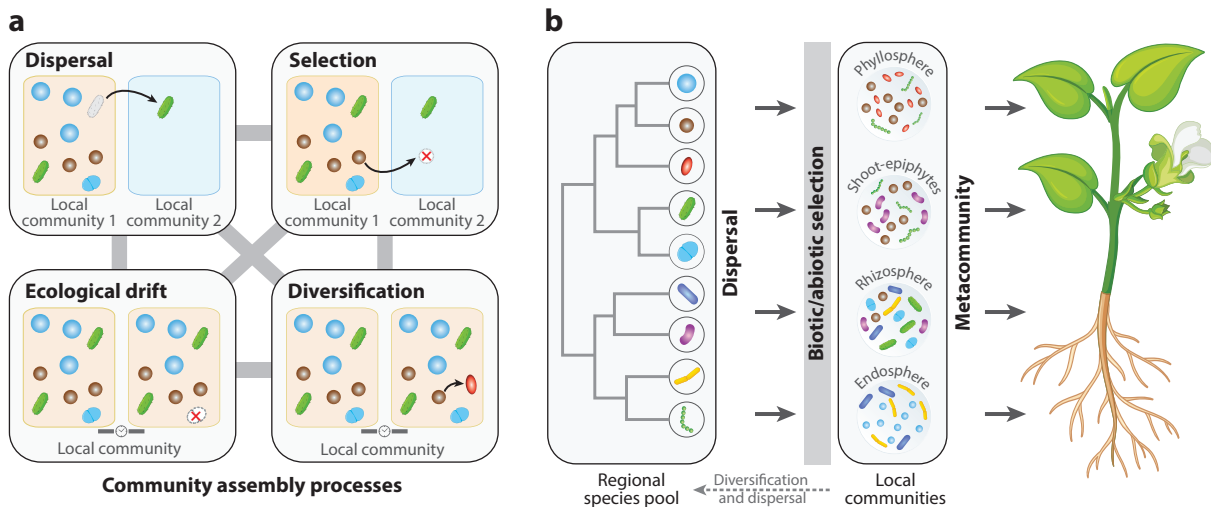 a
Dispersal
Local
community 1
Local
community 2
Selection
Local
community 1
Local
community 2
Ecological drift
Local community
Diversification
Local community
Community assembly processes
b
Regional
species pool
Dispersal
Biotic/abiotic selection
Phyllosphere
Shoot-epiphytes
Rhizosphere
Endosphere
Local
communities
Metacommunity
Diversification
and dispersal